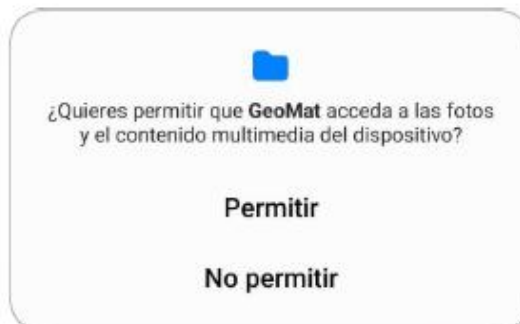 ¿Quieres permitir que GeoMat acceda a las fotos
y el contenido multimedia del dispositivo?
Permitir
No permitir